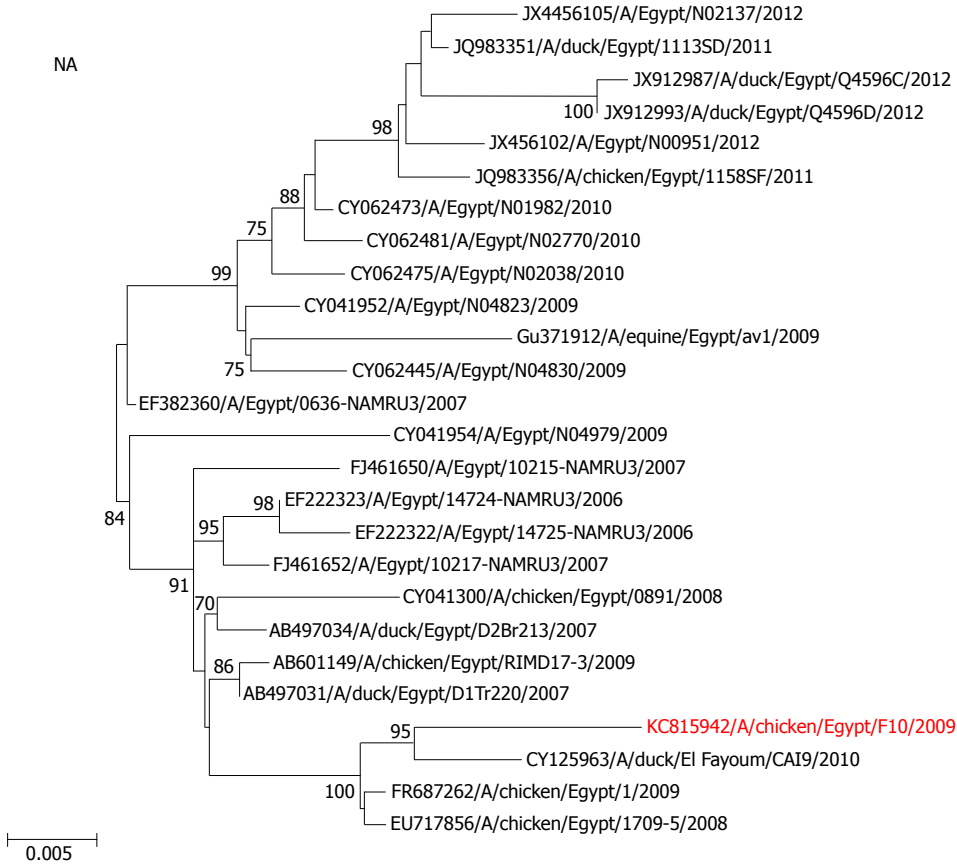 JX4456105/A/Egypt/N02137/2012
JQ983351/A/duck/Egypt/1113SD/2011
NA
JX912987/A/duck/Egypt/Q4596C/2012
100 JX912993/A/duck/Egypt/Q4596D/2012
98
JX456102/A/Egypt/N00951/2012
JQ983356/A/chicken/Egypt/1158SF/2011
88
CY062473/A/Egypt/N01982/2010
75
CY062481/A/Egypt/N02770/2010
99
CY062475/A/Egypt/N02038/2010
CY041952/A/Egypt/N04823/2009
Gu371912/A/equine/Egypt/av1/2009
75
CY062445/A/Egypt/N04830/2009
EF382360/A/Egypt/0636-NAMRU3/2007
CY041954/A/Egypt/N04979/2009
FJ461650/A/Egypt/10215-NAMRU3/2007
84
98
EF222323/A/Egypt/14724-NAMRU3/2006
95
EF222322/A/Egypt/14725-NAMRU3/2006
FJ461652/A/Egypt/10217-NAMRU3/2007
91
70
CY041300/A/chicken/Egypt/0891/2008
AB497034/A/duck/Egypt/D2Br213/2007
86
AB601149/A/chicken/Egypt/RIMD17-3/2009
AB497031/A/duck/Egypt/D1Tr220/2007
95
KC815942/A/chicken/Egypt/F10/2009
CY125963/A/duck/El Fayoum/CAI9/2010
100
FR687262/A/chicken/Egypt/1/2009
EU717856/A/chicken/Egypt/1709-5/2008
0.005